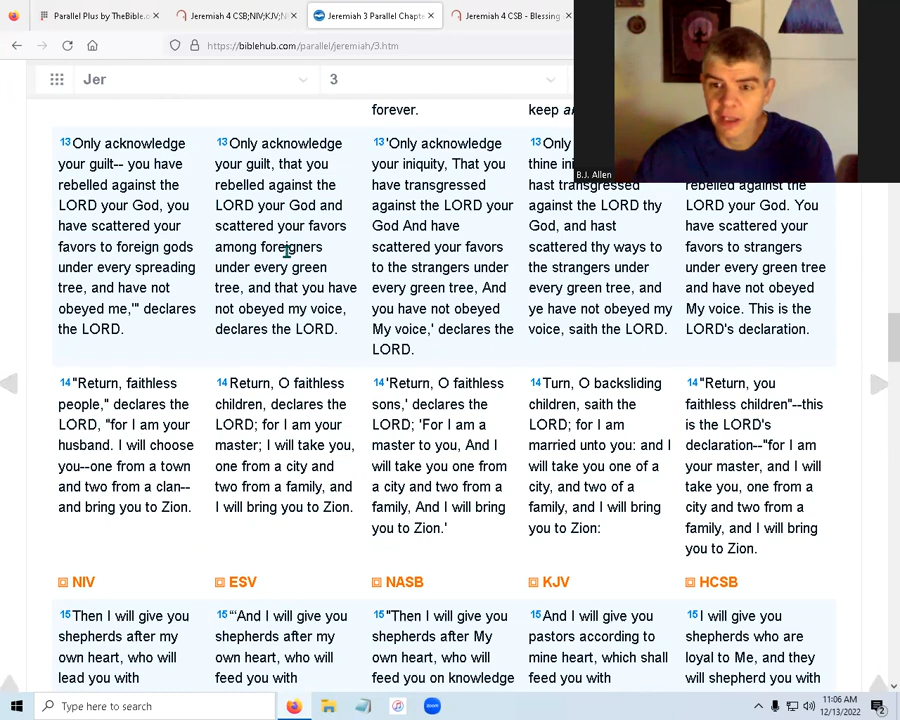 Parallel Plus by TheBible.o
Jeremiah 4 CSB;NIV;KJV;N
Jeremiah 3 Parallel Chapte
Jeremiah 4 CSB - Blessing
https://biblehub.com/parallel/jeremiah/3.htm
Jer
3
forever.
keep
B.J. Allen
13 Only acknowledge
your guilt-- you have
rebelled against the
LORD your God, you
have scattered your
favors to foreign gods
under every spreading
tree, and have not
obeyed me,'" declares
the LORD.
13 Only acknowledge
your guilt, that you
rebelled against the
LORD your God and
scattered your favors
among foreigners
under every green
tree, and that you have
not obeyed my voice,
declares the LORD.
13 'Only acknowledge
your iniquity, That you
have transgressed
against the LORD your
God And have
scattered your favors
to the strangers under
every green tree, And
you have not obeyed
My voice,' declares the
LORD.
13 Only
thine
hast transgressed
against the LORD thy
God, and hast
scattered thy ways to
the strangers under
every green tree, and
ye have not obeyed my
voice, saith the LORD.
rebelled against the
LORD your God. You
have scattered your
favors to strangers
under every green tree
and have not obeyed
My voice. This is the
LORD's declaration.
14 "Return, faithless
people," declares the
LORD, "for I am your
husband. I will choose
you--one from a town
and two from a clan--
and bring you to Zion.
14 Return, O faithless
children, declares the
LORD; for I am your
master; I will take you,
one from a city and
two from a family, and
I will bring you to Zion.
14 'Return, O faithless
sons,' declares the
LORD; 'For I am a
master to you, And I
will take you one from
a city and two from a
family, And I will bring
you to Zion.'
14 Turn, O backsliding
children, saith the
LORD; for I am
married unto you: and I
will take you one of a
city, and two of a
family, and I will bring
you to Zion:
14 "Return, you
faithless children"--this
is the LORD's
declaration--"for I am
your master, and I will
take you, one from a
city and two from a
family, and I will bring
you to Zion.
NIV
ESV
NASB
KJV
HCSB
15 Then I will give you
shepherds after my
own heart, who will
lead you with
15 “‘And I will give you
shepherds after my
own heart, who will
feed you with
15 "Then I will give you
shepherds after My
own heart, who will
feed you on knowledge
15 And I will give you
pastors according to
mine heart, which shall
feed you with
15 I will give you
shepherds who are
loyal to Me, and they
will shepherd you with
Type here to search
11:06 AM
12/13/2022
2